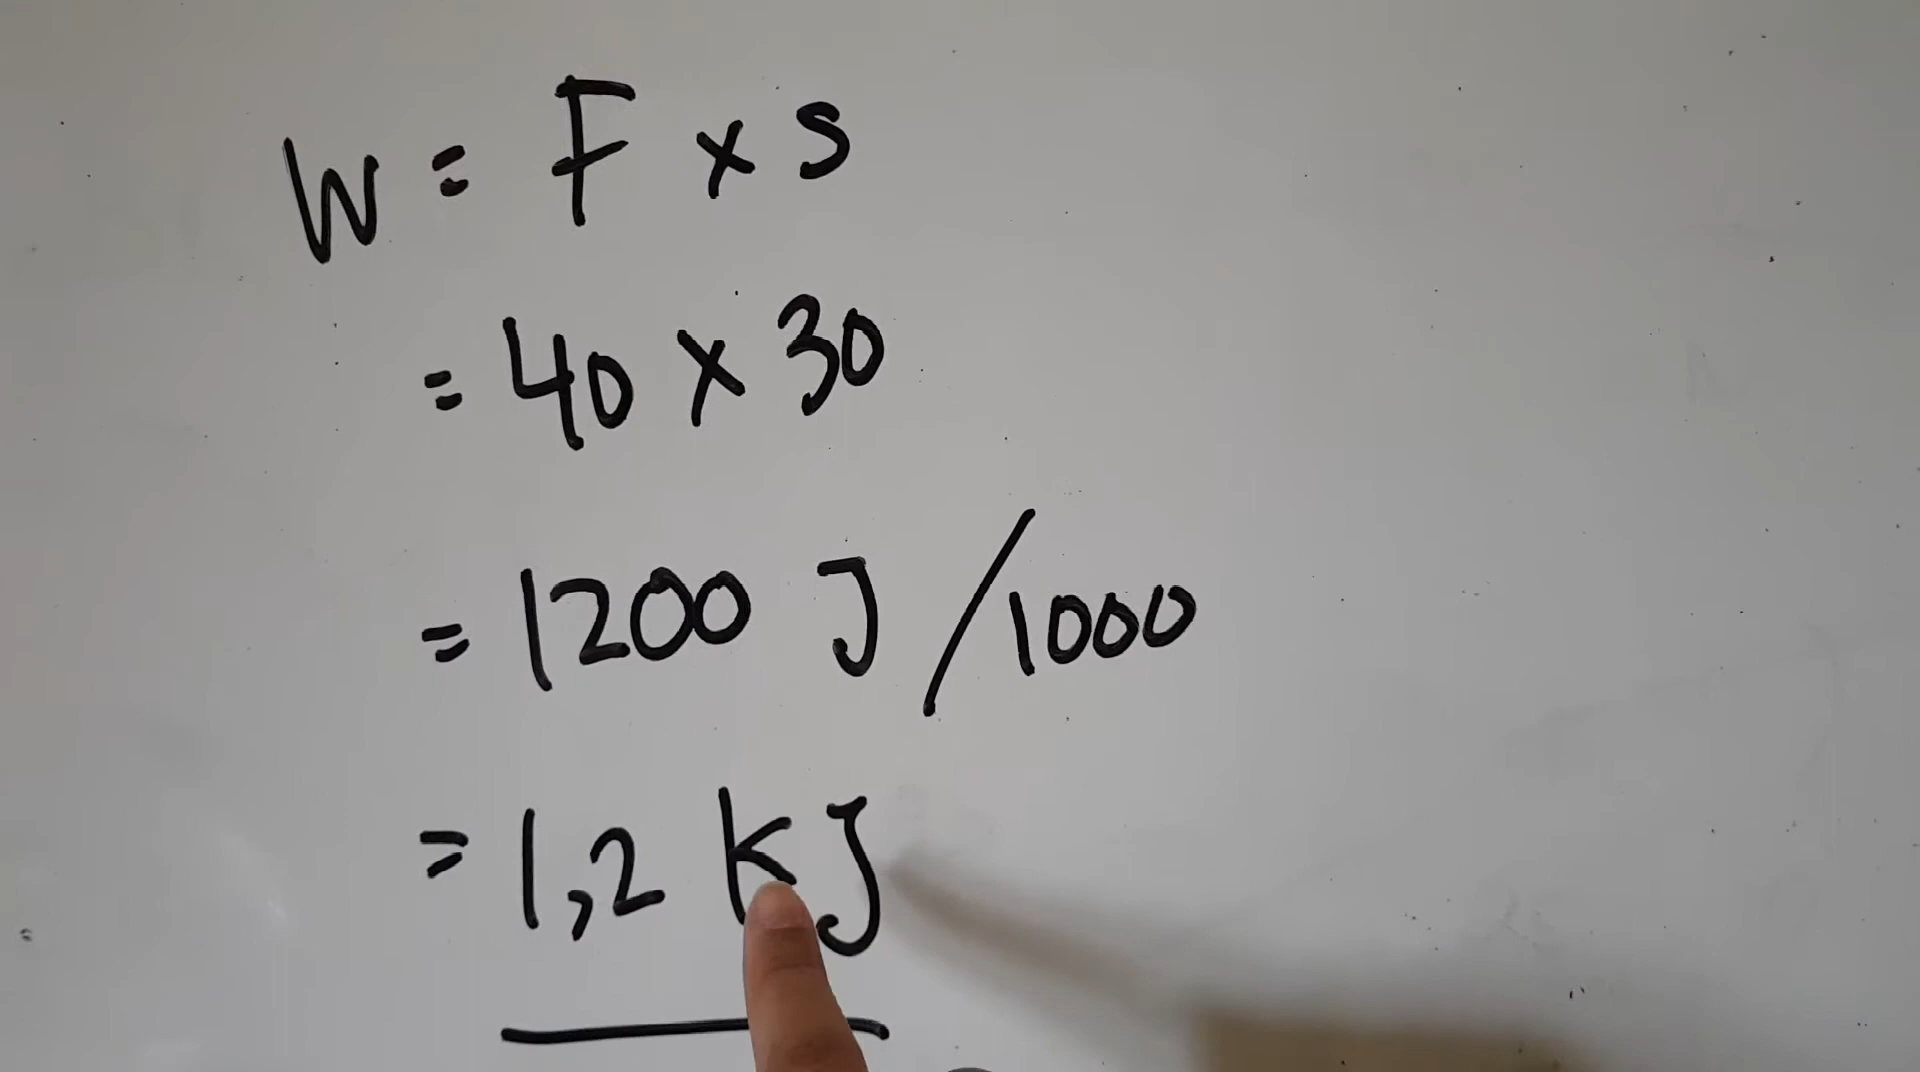 W = F x s
= 40 x 30
= 1200 J / 1000
= 1,2 kJ